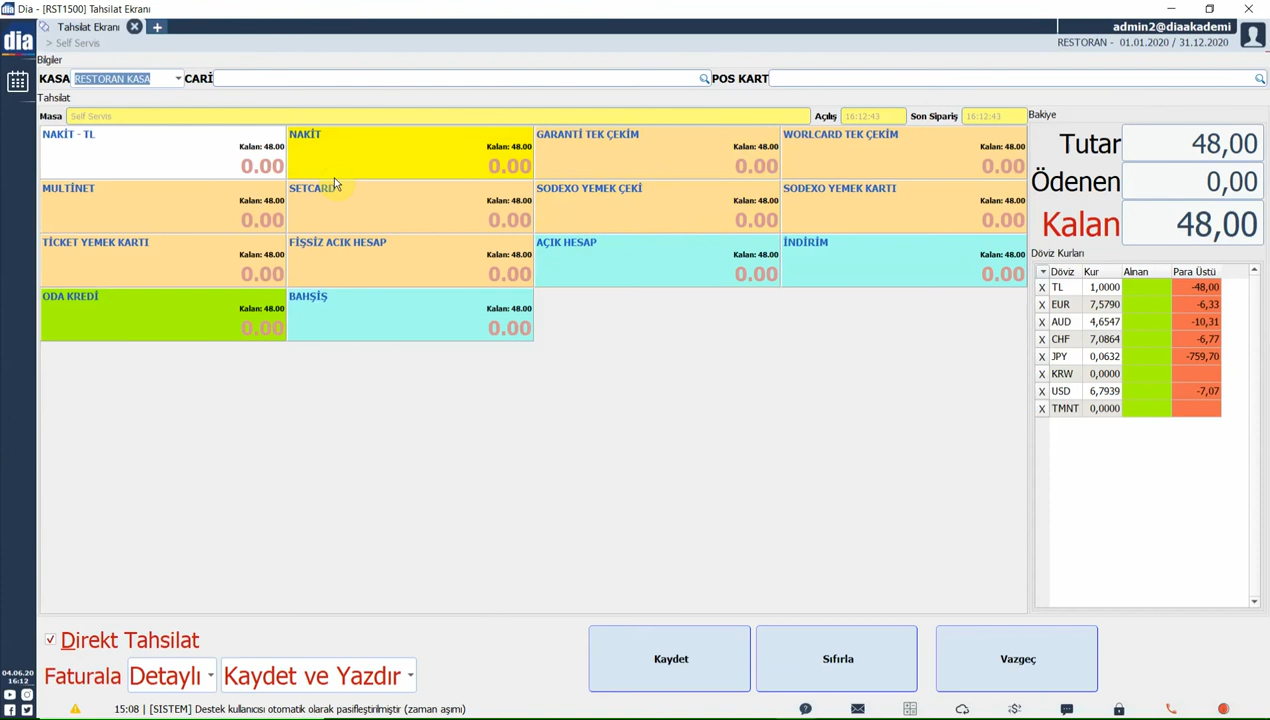 Dia - [RST1500] Tahsilat Ekranı
dia
Tahsilat Ekranı
admin2@diaakademi
> Self Servis
RESTORAN - 01.01.2020 / 31.12.2020
Bilgiler
KASA RESTORAN KASA CARİ POS KART
Tahsilat
Masa Self Servis Açılış 16:12:43 Son Sipariş 16:12:43
Bakiye
NAKİT - TL
Kalan: 48.00
0.00
NAKİT
Kalan: 48.00
0.00
GARANTİ TEK ÇEKİM
Kalan: 48.00
0.00
WORLCARD TEK ÇEKİM
Kalan: 48.00
0.00
MULTİNET
Kalan: 48.00
0.00
SETCARD
Kalan: 48.00
0.00
SODEXO YEMEK ÇEKİ
Kalan: 48.00
0.00
SODEXO YEMEK KARTI
Kalan: 48.00
0.00
TİCKET YEMEK KARTI
Kalan: 48.00
0.00
FİŞSİZ ACIK HESAP
Kalan: 48.00
0.00
AÇIK HESAP
Kalan: 48.00
0.00
İNDİRİM
Kalan: 48.00
0.00
ODA KREDİ
Kalan: 48.00
0.00
BAHŞİŞ
Kalan: 48.00
0.00
Tutar 48,00
Ödenen 0,00
Kalan 48,00
Döviz Kurları
Döviz Kur Alınan Para Üstü
X TL 1,0000 -48,00
X EUR 7,5790 -6,33
X AUD 4,6547 -10,31
X CHF 7,0864 -6,77
X JPY 0,0632 -759,70
X KRW 0,0000
X USD 6,7939 -7,07
X TMNT 0,0000
Direkt Tahsilat
Faturala Detaylı Kaydet ve Yazdır
Kaydet
Sıfırla
Vazgeç
04.06.20
16:12
15:08 | [SISTEM] Destek kullanıcısı otomatik olarak pasifleştirilmiştir (zaman aşımı)